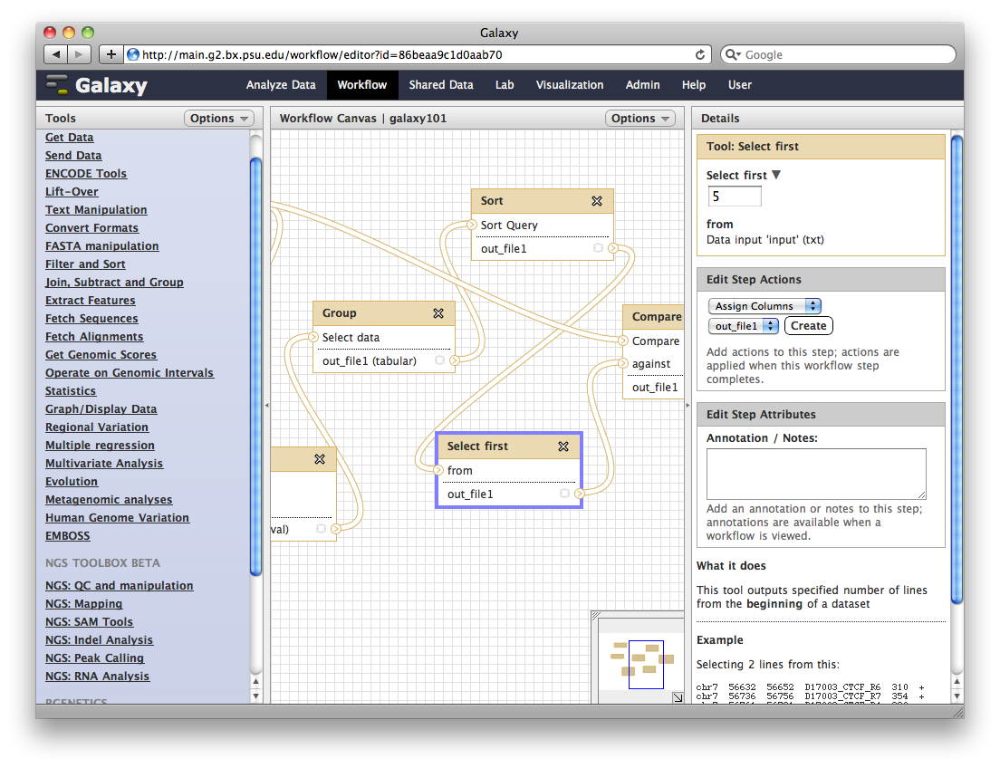 Galaxy
http://main.g2.bx.psu.edu/workflow/editor?id=86beaa9c1d0aab70
Google
Galaxy
Analyze Data
Workflow
Shared Data
Lab
Visualization
Admin
Help
User
Tools
Options
Get Data
Send Data
ENCODE Tools
Lift-Over
Text Manipulation
Convert Formats
FASTA manipulation
Filter and Sort
Join, Subtract and Group
Extract Features
Fetch Sequences
Fetch Alignments
Get Genomic Scores
Operate on Genomic Intervals
Statistics
Graph/Display Data
Regional Variation
Multiple regression
Multivariate Analysis
Evolution
Metagenomic analyses
Human Genome Variation
EMBOSS
NGS TOOLBOX BETA
NGS: QC and manipulation
NGS: Mapping
NGS: SAM Tools
NGS: Indel Analysis
NGS: Peak Calling
NGS: RNA Analysis
RGENETICS
Workflow Canvas | galaxy101
Options
Sort
Sort Query
out_file1
Group
Select data
out_file1 (tabular)
Compare
Compare
against
out_file1
Select first
from
out_file1
val)
Details
Tool: Select first
Select first
5
from
Data input 'input' (txt)
Edit Step Actions
Assign Columns
out_file1
Create
Add actions to this step; actions are
applied when this workflow step
completes.
Edit Step Attributes
Annotation / Notes:
Add an annotation or notes to this step;
annotations are available when a
workflow is viewed.
What it does
This tool outputs specified number of lines
from the beginning of a dataset
Example
Selecting 2 lines from this:
chr7 56632 56652 D17003_CTCF_R6 310 +
chr7 56736 56756 D17003_CTCF_R7 354 +